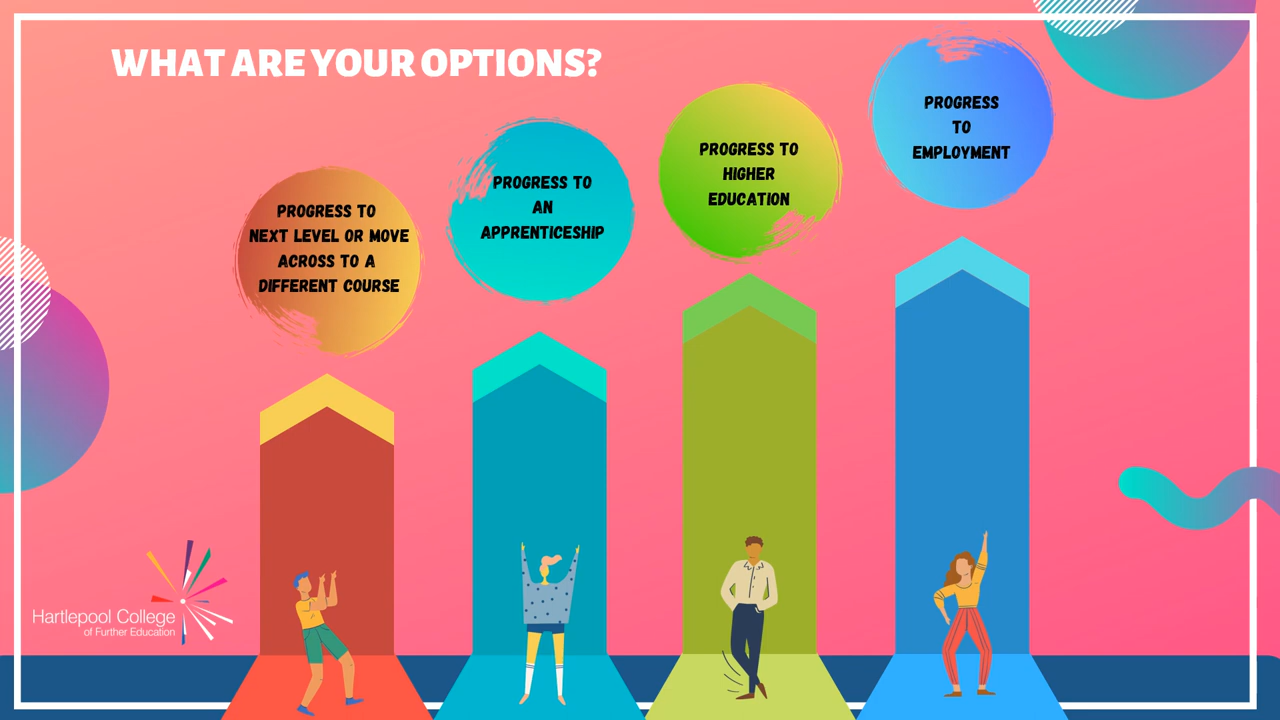 WHAT ARE YOUR OPTIONS?
PROGRESS TO
NEXT LEVEL OR MOVE
ACROSS TO A
DIFFERENT COURSE
PROGRESS TO
AN
APPRENTICESHIP
PROGRESS TO
HIGHER
EDUCATION
PROGRESS
TO
EMPLOYMENT
Hartlepool College
of Further Education